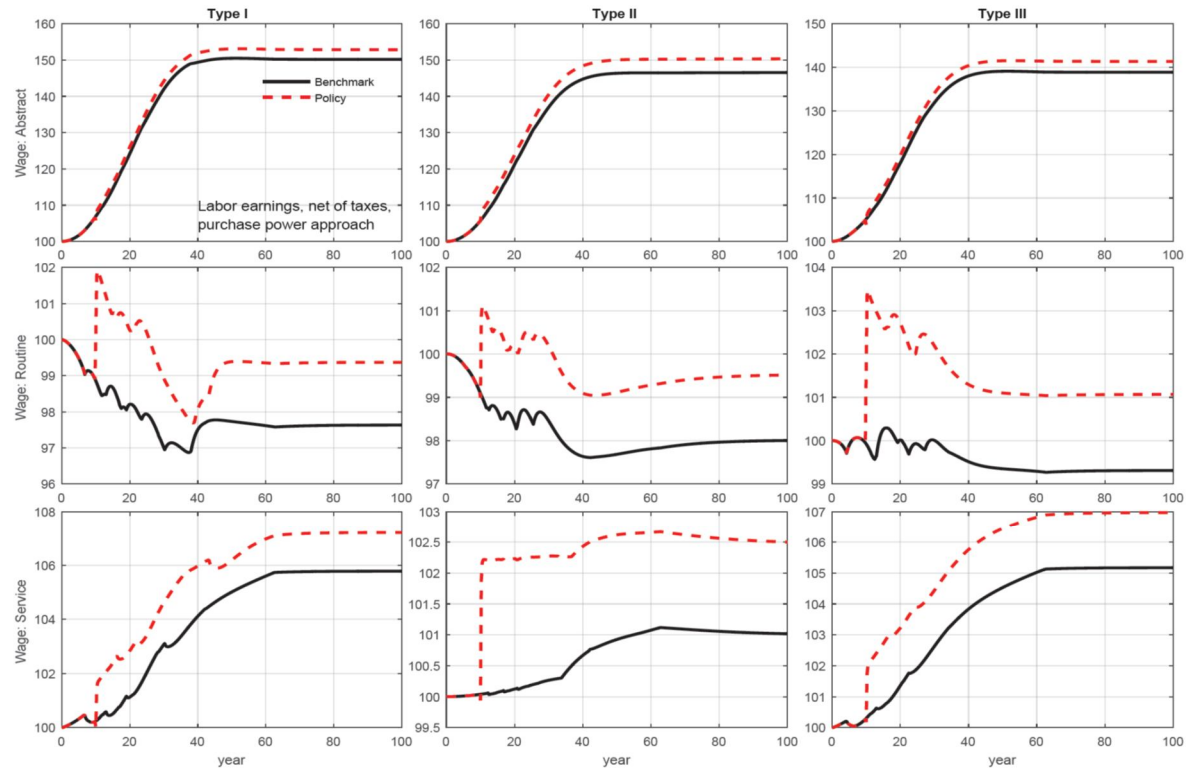 Type I
Type II
Type III
Wage: Abstract
160
150
140
130
120
110
100
0 20 40 60 80 100
Benchmark
Policy
Labor earnings, net of taxes,
purchase power approach
160
150
140
130
120
110
100
0 20 40 60 80 100
150
140
130
120
110
100
0 20 40 60 80 100
Wage: Routine
102
101
100
99
98
97
96
0 20 40 60 80 100
102
101
100
99
98
97
0 20 40 60 80 100
104
103
102
101
100
99
0 20 40 60 80 100
Wage: Service
108
106
104
102
100
0 20 40 60 80 100
year
103
102.5
102
101.5
101
100.5
100
99.5
0 20 40 60 80 100
year
107
106
105
104
103
102
101
100
0 20 40 60 80 100
year